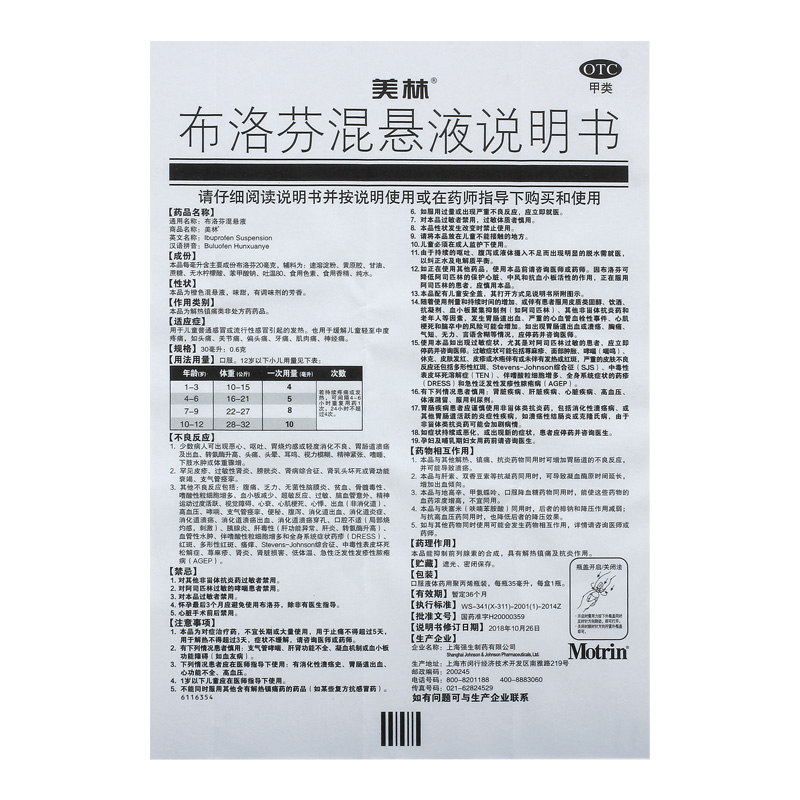 OTC
甲类
美林®
布洛芬混悬液说明书
请仔细阅读说明书并按说明使用或在药师指导下购买和使用
【药品名称】
通用名称：布洛芬混悬液
商品名称：美林®
英文名称：Ibuprofen Suspension
汉语拼音：Buluofen Hunxuanye
【成份】
本品每毫升含主要成份布洛芬20毫克，辅料为：速溶淀粉、黄原胶、甘油、
蔗糖、无水柠檬酸、苯甲酸钠、吐温80、食用色素、食用香精、纯水。
【性状】
本品为橙色混悬液，味甜，有调味剂的芳香。
【作用类别】
本品为解热镇痛类非处方药药品。
【适应症】
用于儿童普通感冒或流行性感冒引起的发热。也用于缓解儿童轻至中度
疼痛，如头痛、关节痛、偏头痛、牙痛、肌肉痛、神经痛。
【规格】30毫升：0.6克
【用法用量】口服。12岁以下小儿用量见下表：
年龄(岁) 体重(公斤) 一次用量(毫升) 次数
1–3 10–15 4
4–6 16–21 5
7–9 22–27 8
10–12 28–32 10
若持续疼痛或发热，可间隔4–6小时重复用药1次，24小时不超过4次。
【不良反应】
1. 少数病人可出现恶心、呕吐、胃烧灼感或轻度消化不良、胃肠道溃疡
及出血、转氨酶升高、头痛、头晕、耳鸣、视力模糊、精神紧张、嗜睡、
下肢水肿或体重骤增。
2. 罕见皮疹、过敏性肾炎、膀胱炎、肾病综合征、肾乳头坏死或肾功能
衰竭、支气管痉挛。
3. 其他不良反应包括：腹痛、乏力、无菌性脑膜炎、贫血、骨髓毒性、
嗜酸性粒细胞增多、血小板减少、超敏反应、过敏、脑血管意外、精神
运动过度活跃、视觉障碍、心衰、心肌梗死、心悸、出血（非消化道）、
高血压、哮喘、支气管痉挛、便秘、腹泻、消化道出血、消化道炎症、
消化道溃疡、消化道溃疡出血、消化道溃疡穿孔、口腔不适（局部烧灼
感，刺激）、胰腺炎、肝毒性（肝功能异常、肝炎、转氨酶升高）、
血管性水肿、伴嗜酸性粒细胞增多和全身系统症状药疹（DRESS）、
红斑、多形性红斑、瘙痒、Stevens-Johnson综合征、中毒性表皮坏死
松解症、荨麻疹、肾炎、肾脏损害、低体温、急性泛发性发疹性脓疱病
（AGEP）。
【禁忌】
1. 对其他非甾体抗炎药过敏者禁用。
2. 对阿司匹林过敏的哮喘患者禁用。
3. 对本品过敏者禁用。
4. 怀孕最后3个月应避免使用布洛芬，除非有医生指导。
5. 心脏手术前后禁用。
【注意事项】
1. 本品为对症治疗药，不宜长期或大量使用，用于止痛不得超过5天，
用于解热不得超过3天，症状不缓解，请咨询医师或药师。
2. 有下列情况患者慎用：支气管哮喘、肝肾功能不全、凝血机制或血小板
功能障碍（如血友病）。
3. 下列情况患者应在医师指导下使用：有消化性溃疡史、胃肠道出血、
心功能不全、高血压。
4. 1岁以下儿童应在医师指导下使用。
5. 不能同时服用其他含有解热镇痛药的药品（如某些复方抗感冒药）。
6116354
6. 如服用过量或出现严重不良反应，应立即就医。
7. 对本品过敏者禁用，过敏体质者慎用。
8. 本品性状发生改变时禁止使用。
9. 请将本品放在儿童不能接触的地方。
10. 儿童必须在成人监护下使用。
11. 由于持续的呕吐、腹泻或液体摄入不足而出现明显的脱水需就医，
以纠正水及电解质平衡。
12. 如正在使用其他药品，使用本品前请咨询医师或药师。因布洛芬可
降低阿司匹林的保护心脏、中风和抗血小板活性的作用，正在服用
阿司匹林的患者，应慎用本品。
13. 本品配有儿童安全盖，其打开方式见说明书所附图示。
14. 随着使用剂量和持续时间的增加、或伴有患者服用皮质类固醇、饮酒、
抗凝剂、血小板聚集抑制剂（如阿司匹林）、其他非甾体抗炎药和
老年人等因素，发生胃肠道出血、严重的心血管血栓性事件、心肌
梗死和脑卒中的风险可会增加。如出现胃肠道出血或溃疡、胸痛、
气短、无力、言语含糊等情况，应停药并咨询医师。
15. 使用本品如出现过敏症状，尤其是对阿司匹林过敏的患者，应立即
停药并咨询医师。过敏症状可能包括荨麻疹、面部肿胀、哮喘（喘鸣）、
休克、皮肤发红、皮疹或水疱伴有或未伴有发热或红斑，严重的皮肤不良
反应还包括多形性红斑、Stevens-Johnson综合征（SJS）、中毒性
表皮坏死溶解症（TEN）、伴嗜酸粒细胞增多、全身系统症状的药疹
（DRESS）和急性泛发性发疹性脓疱病（AGEP）。
16. 有下列情况患者慎用：肾脏疾病、肝脏疾病、心脏疾病、高血压、
体液潴留、服用利尿剂。
17. 胃肠疾病患者应谨慎使用非甾体类抗炎药，包括消化性溃疡病、或
其他胃肠道活跃的炎症性疾病，如溃疡性结肠炎或克隆氏病，由于
非甾体类抗炎药可能会加剧病情。
18. 如症状持续或恶化，或出现新的症状，患者应停药并咨询医师。
19. 孕妇及哺乳期妇女用药前请咨询医生。
【药物相互作用】
1. 本品与其他解热、镇痛、抗炎药物同用时可增加胃肠道的不良反应，
并可能导致溃疡。
2. 本品与肝素、双香豆素等抗凝药同用时，可导致凝血酶原时间延长，
增加出血倾向。
3. 本品与地高辛、甲氨蝶呤、口服降血糖药物同用时，能使这些药物的
血药浓度增高，不宜同用。
4. 本品与呋塞米（呋喃苯胺酸）同用时，后者的排钠和降压作用减弱；
与抗高血压药同用时，也降低后者的降压效果。
5. 如与其他药物同时使用可能会发生药物相互作用，详情请咨询医师或
药师。
【药理作用】
本品能抑制前列腺素的合成，具有解热镇痛及抗炎作用。
【贮藏】遮光，密闭保存。
【包装】
口服液体药用聚丙烯瓶装，每瓶35毫升，每盒1瓶。
【有效期】暂定36个月
【执行标准】WS-341(X-311)-2001(1)-2014Z
【批准文号】国药准字H20000359
【说明书修订日期】2018年10月26日
【生产企业】
企业名称：上海强生制药有限公司
Shanghai Johnson & Johnson Pharmaceuticals, Ltd.
生产地址：上海市闵行经济技术开发区南雅路219号
邮政编码：200245
电话号码：800-8201188 400-8883060
传真号码：021-62824529
如有问题可与生产企业联系
瓶盖开启/关闭法
Motrin®